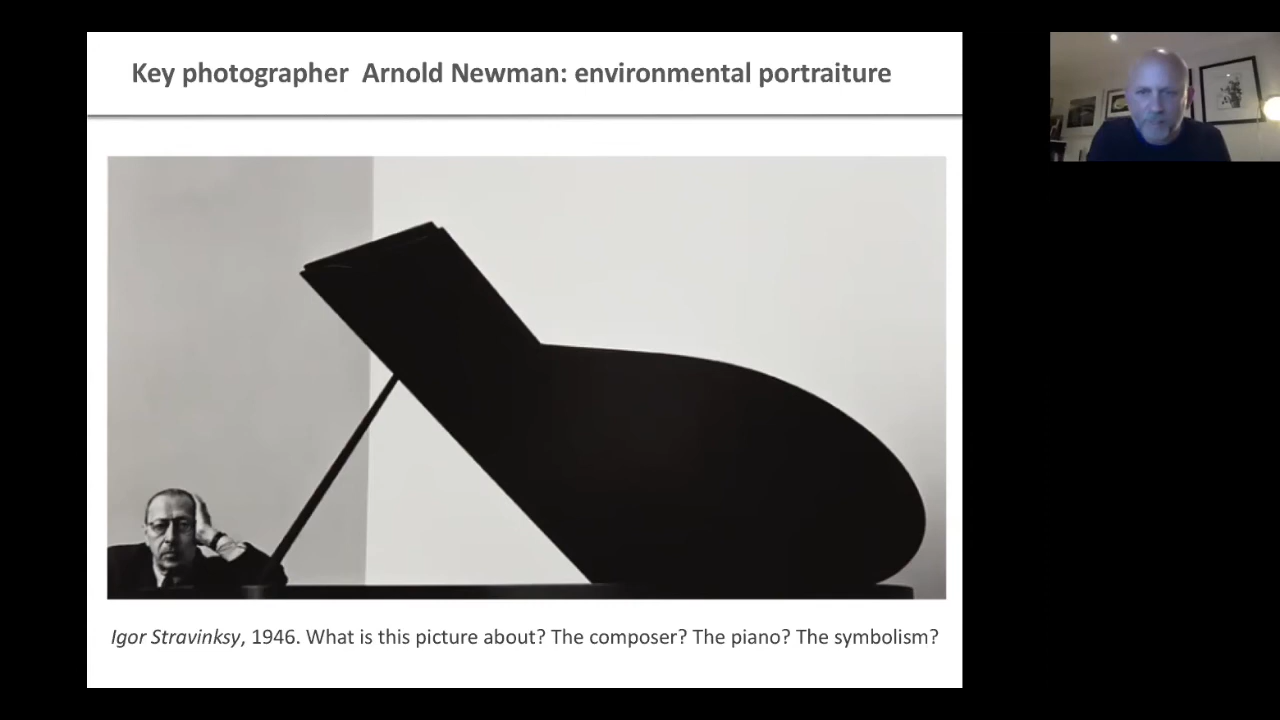 Key photographer  Arnold Newman: environmental portraiture
Igor Stravinksy, 1946. What is this picture about? The composer? The piano? The symbolism?